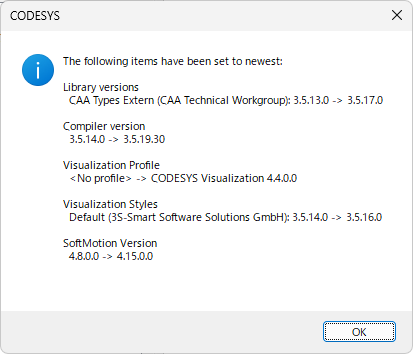 CODESYS
The following items have been set to newest:
Library versions
CAA Types Extern (CAA Technical Workgroup): 3.5.13.0 -> 3.5.17.0
Compiler version
3.5.14.0 -> 3.5.19.30
Visualization Profile
<No profile> -> CODESYS Visualization 4.4.0.0
Visualization Styles
Default (3S-Smart Software Solutions GmbH): 3.5.14.0 -> 3.5.16.0
SoftMotion Version
4.8.0.0 -> 4.15.0.0
OK